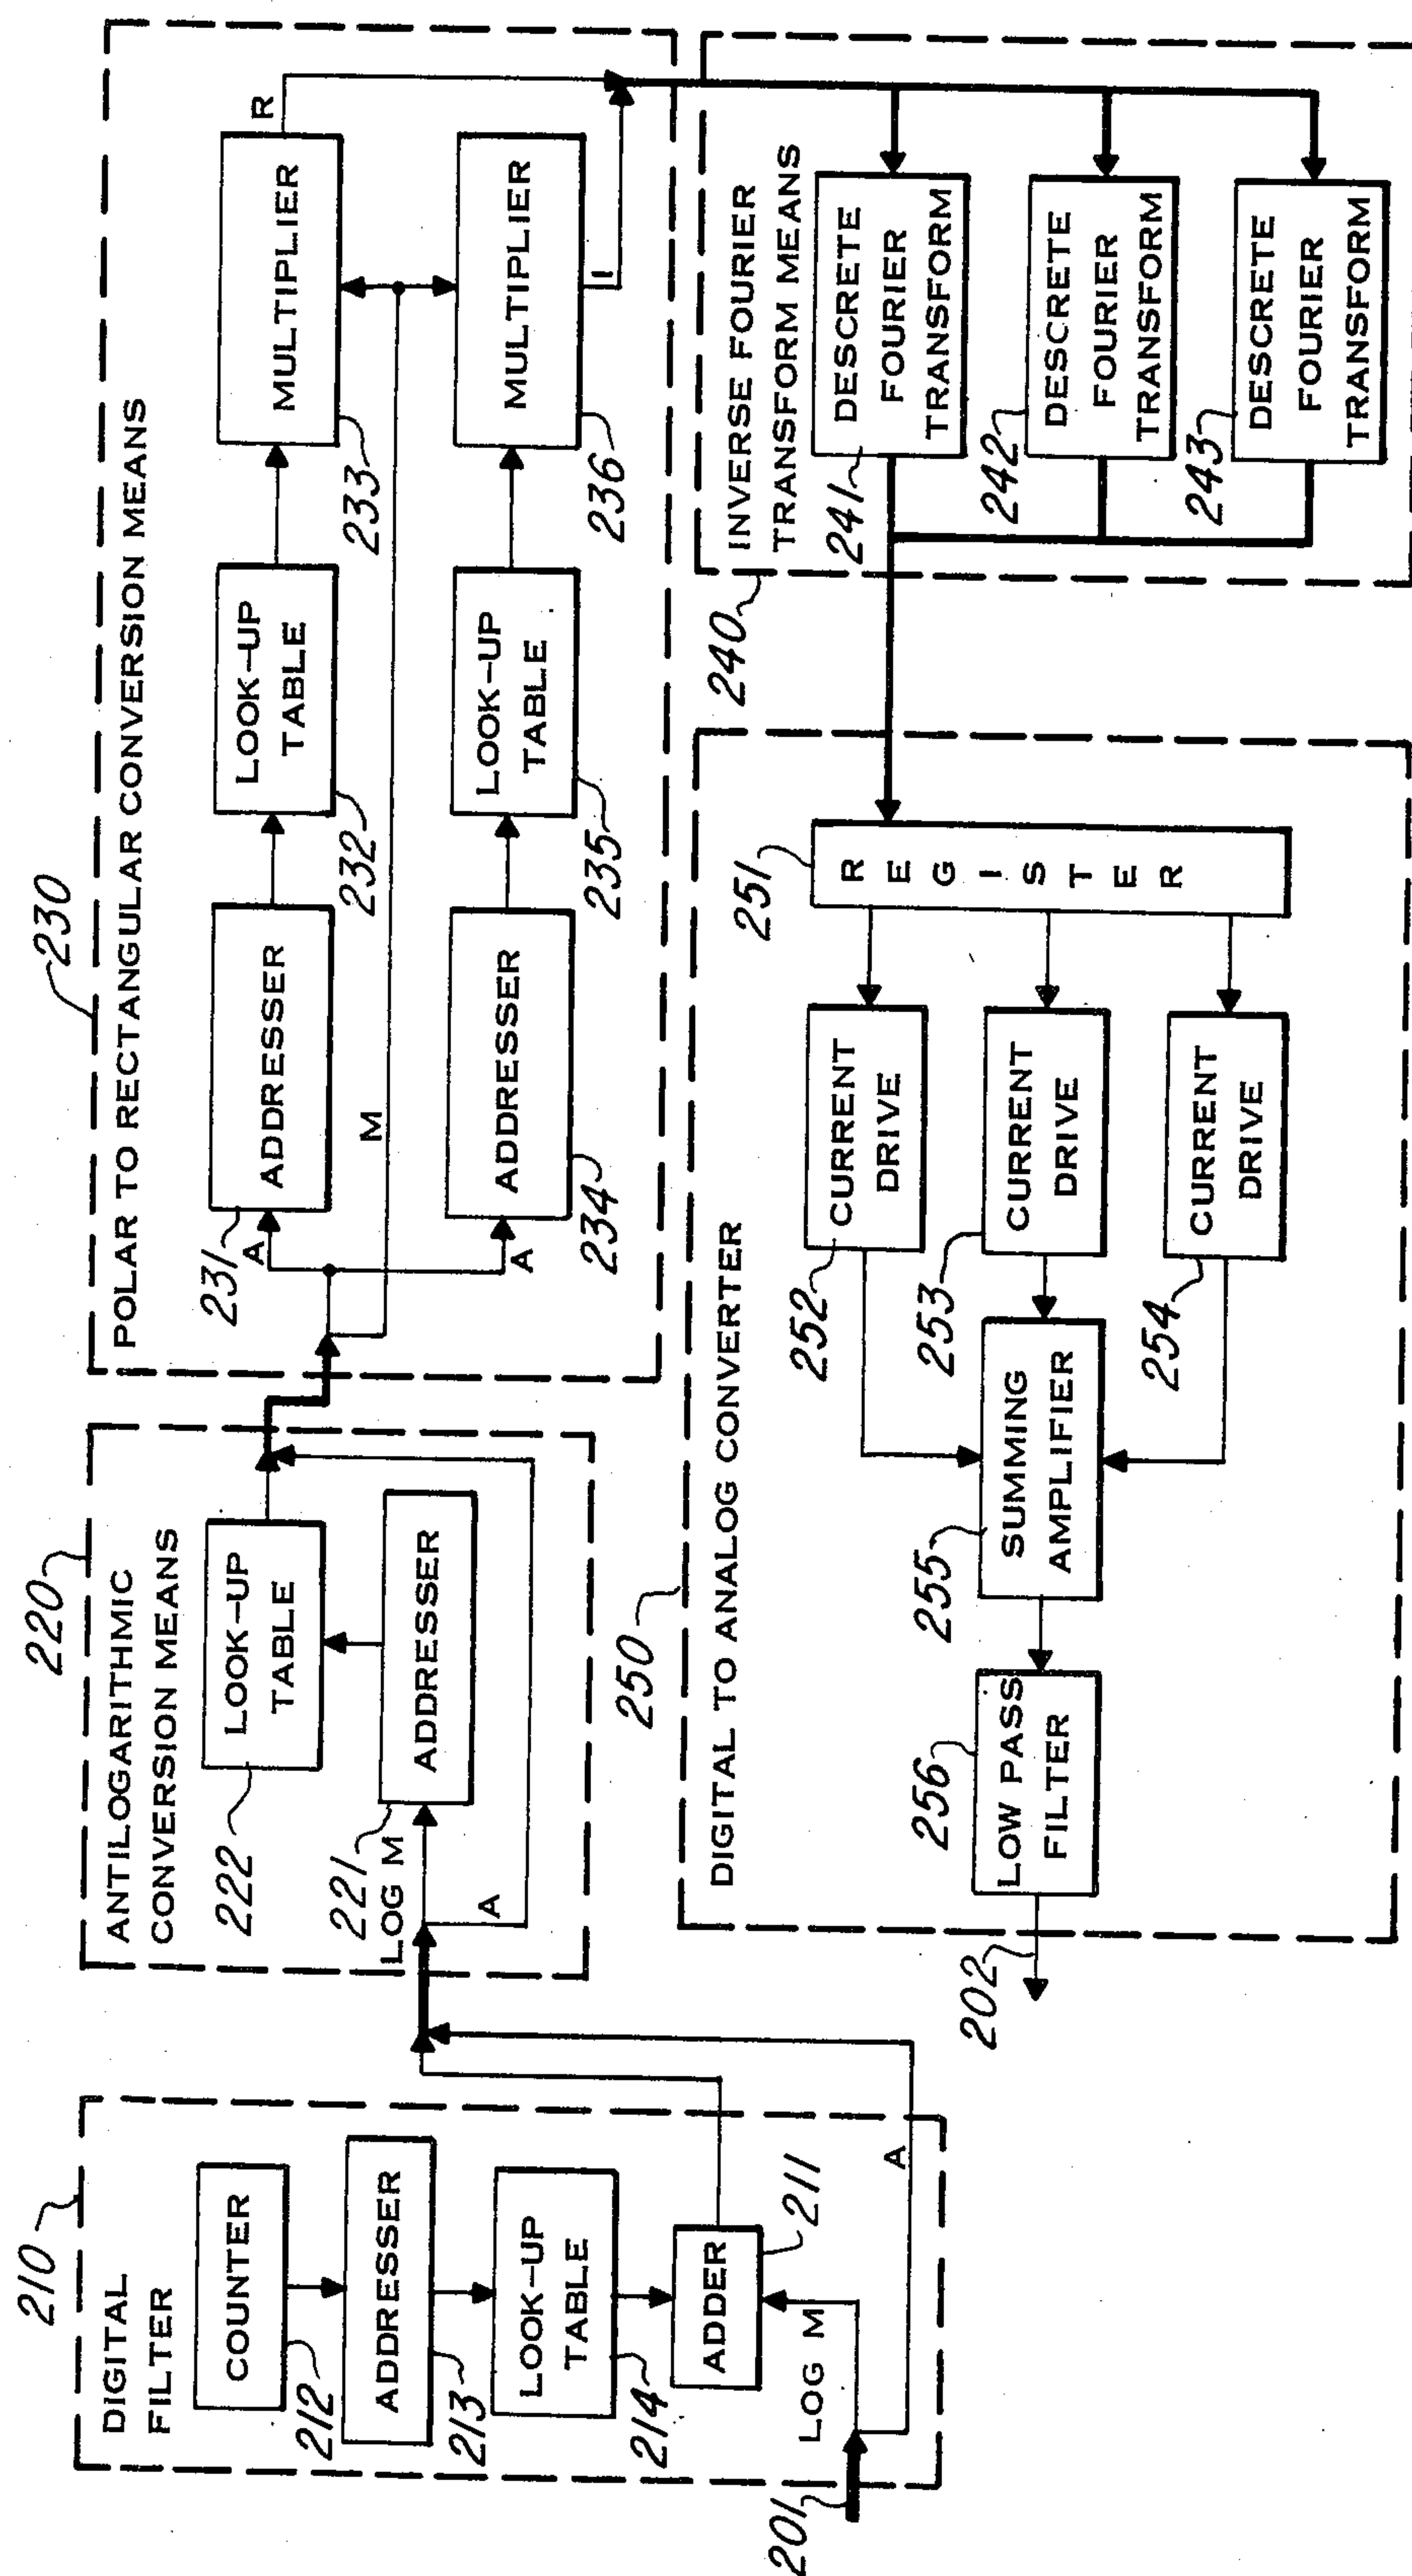 210
DIGITAL
FILTER
COUNTER
212
ADDRESSER
213
LOOK-UP
TABLE
214
ADDER
211
LOG M
A
201
220
ANTILOGARITHMIC
CONVERSION MEANS
LOOK-UP
TABLE
222
ADDRESSER
221
LOG M
A
230
POLAR TO RECTANGULAR CONVERSION MEANS
231
A
ADDRESSER
LOOK-UP
TABLE
232
MULTIPLIER
233
R
M
A
ADDRESSER
234
LOOK-UP
TABLE
235
MULTIPLIER
236
I
240
INVERSE FOURIER
TRANSFORM MEANS
DESCRETE
FOURIER
TRANSFORM
241
DESCRETE
FOURIER
TRANSFORM
242
DESCRETE
FOURIER
TRANSFORM
243
250
DIGITAL TO ANALOG CONVERTER
251
REGISTER
CURRENT
DRIVE
252
CURRENT
DRIVE
253
CURRENT
DRIVE
254
SUMMING
AMPLIFIER
255
LOW PASS
FILTER
256
202